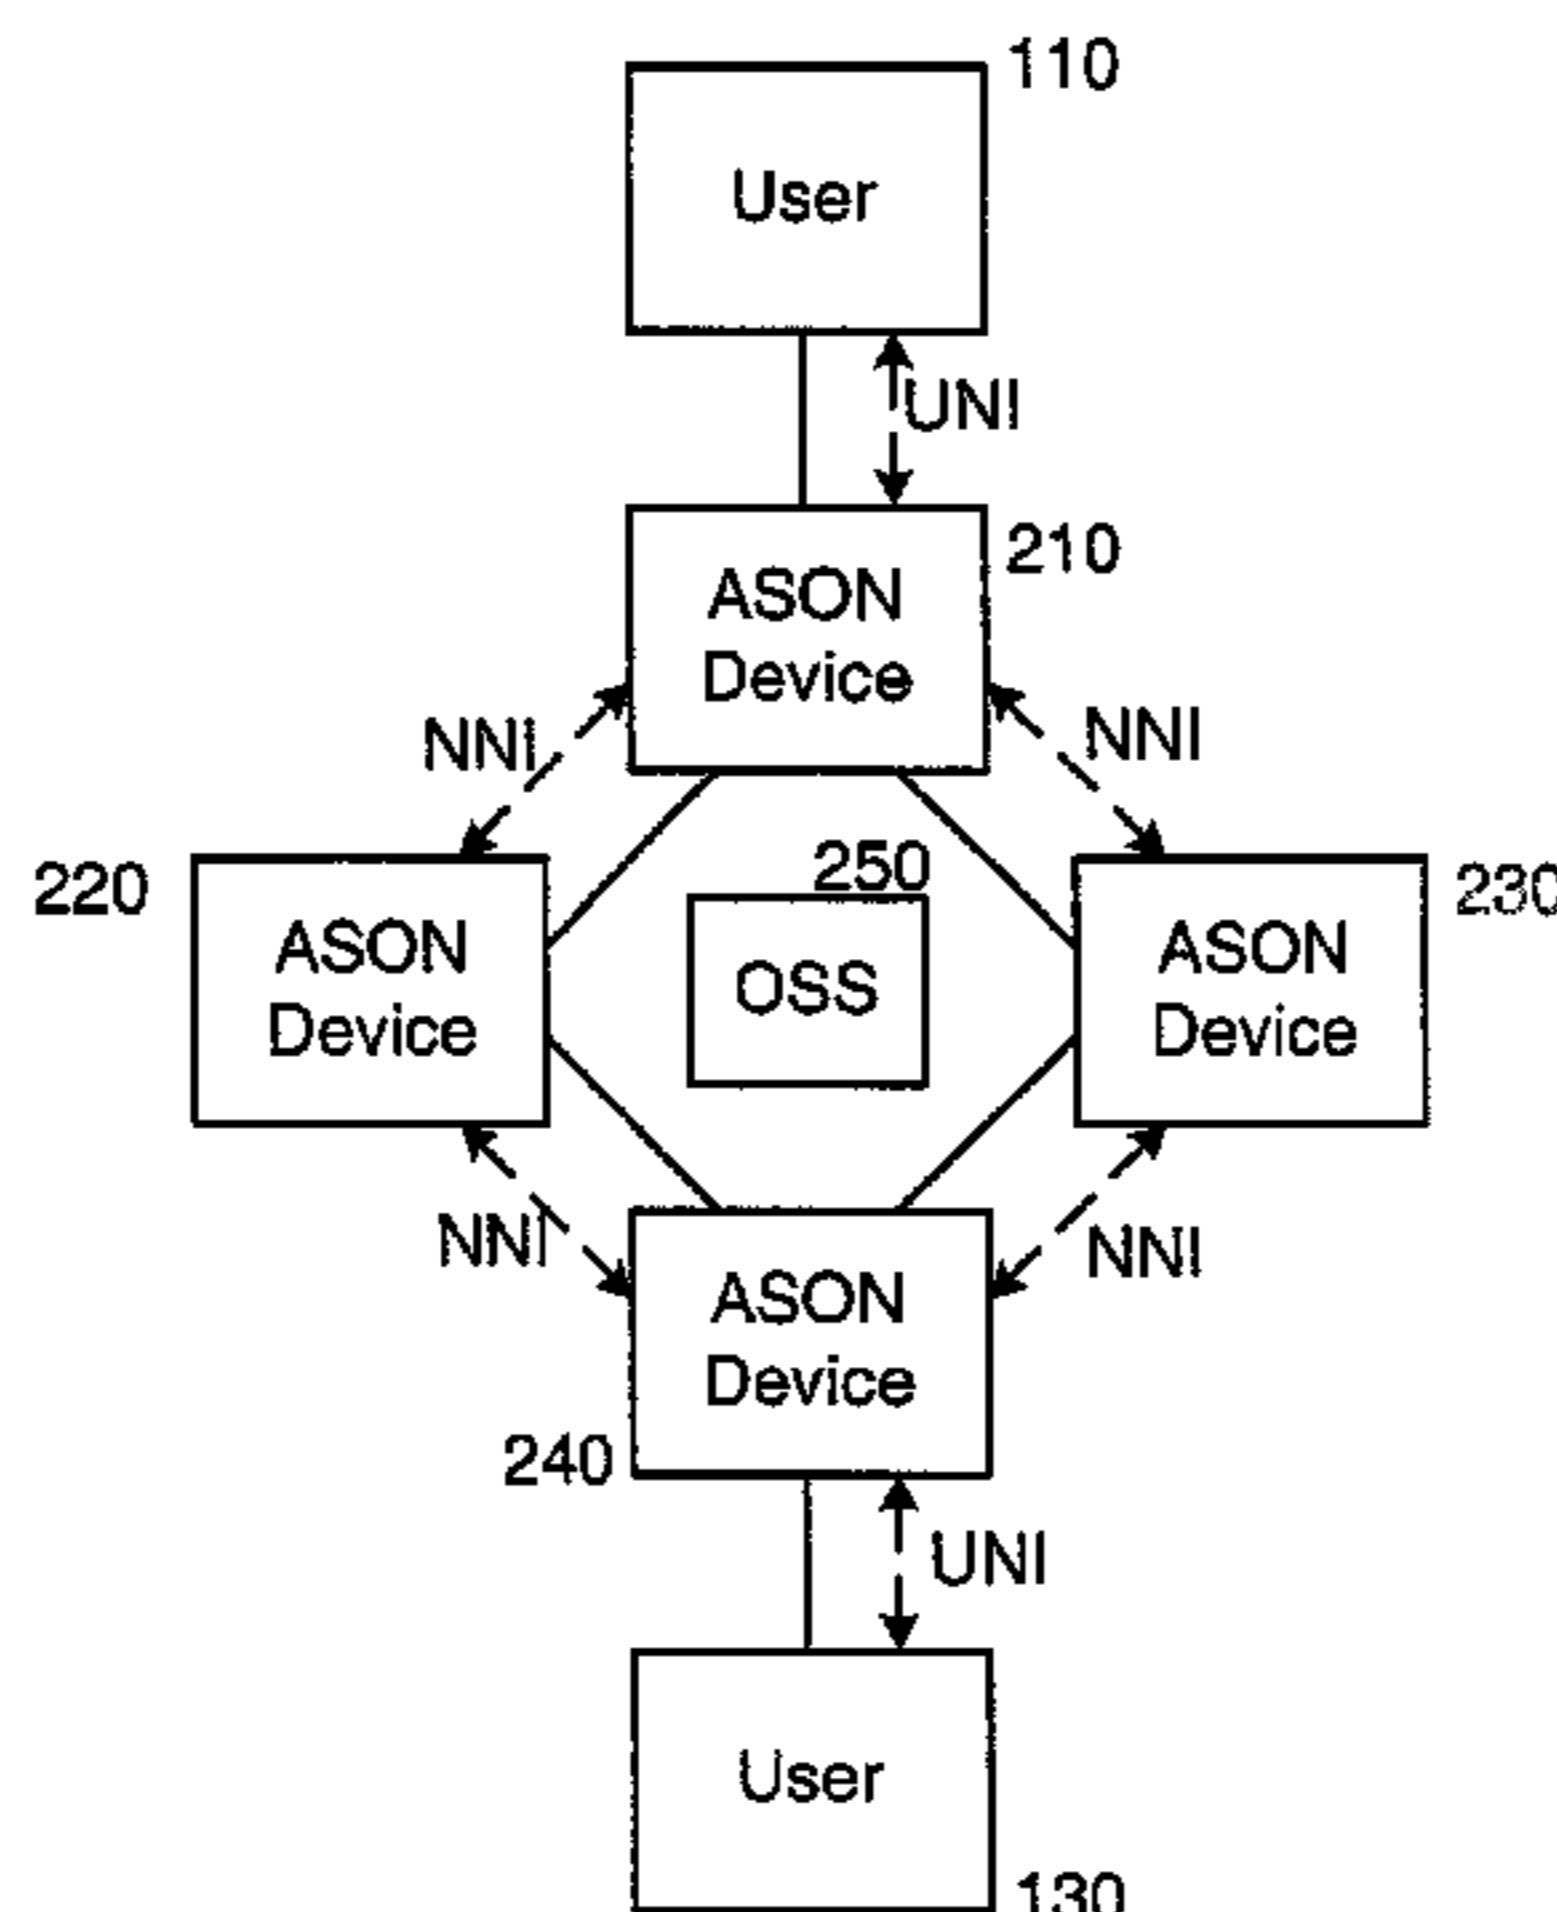 110
User
UNI
210
ASON
Device
NNI
NNI
220
250
230
ASON
Device
OSS
ASON
Device
NNI
NNI
ASON
Device
240
UNI
User
130